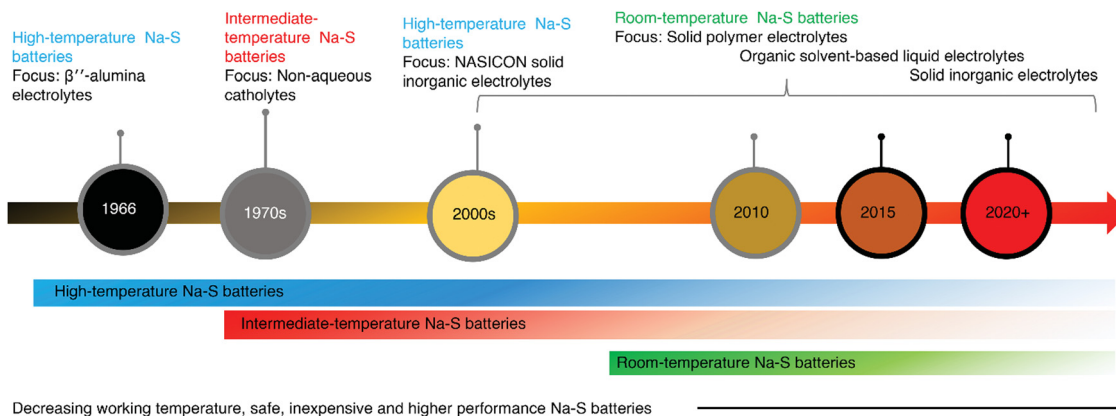 High-temperature Na-S
batteries
Focus: β′′-alumina
electrolytes
Intermediate-
temperature Na-S
batteries
Focus: Non-aqueous
catholytes
High-temperature Na-S
batteries
Focus: NASICON solid
inorganic electrolytes
Room-temperature Na-S batteries
Focus: Solid polymer electrolytes
Organic solvent-based liquid electrolytes
Solid inorganic electrolytes
1966
1970s
2000s
2010
2015
2020+
High-temperature Na-S batteries
Intermediate-temperature Na-S batteries
Room-temperature Na-S batteries
Decreasing working temperature, safe, inexpensive and higher performance Na-S batteries